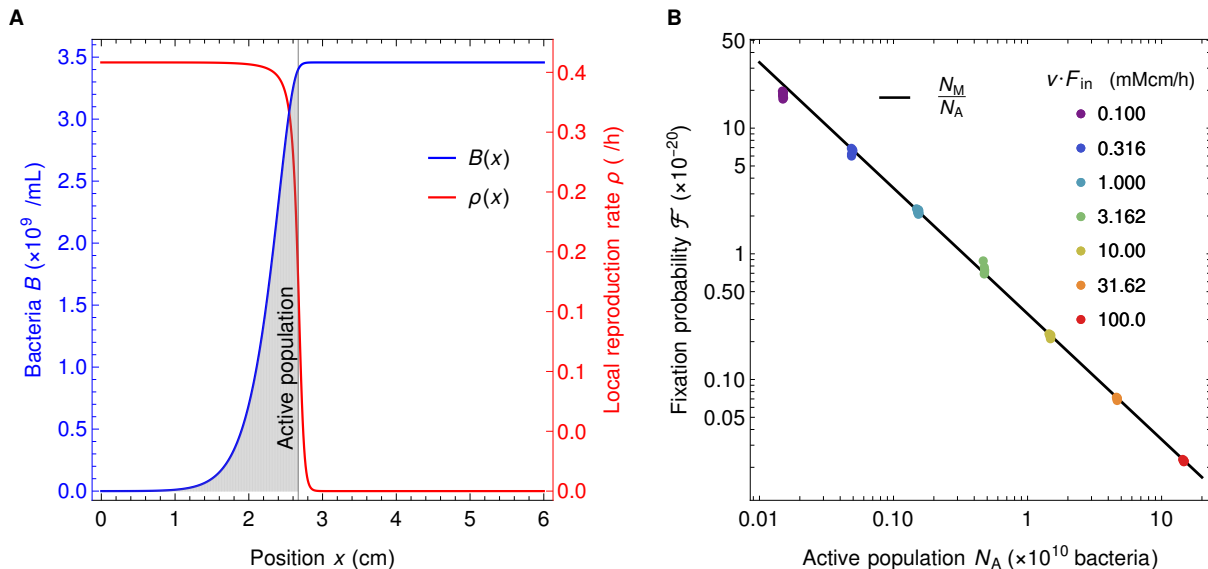 A
Bacteria B (×10⁹ /mL)
3.5
3.0
2.5
2.0
1.5
1.0
0.5
0.0
0.4
0.3
0.2
0.2
0.1
0.1
0.0
0.0
Local reproduction rate ρ ( /h)
B(x)
ρ(x)
Active population
0 1 2 3 4 5 6
Position x (cm)
B
Fixation probability ℱ (×10⁻²⁰)
50
10
5
1
0.50
0.10
0.05
N_M
N_A
v·F_in (mMcm/h)
0.100
0.316
1.000
3.162
10.00
31.62
100.0
0.01 0.10 1 10
Active population N_A (×10¹⁰ bacteria)